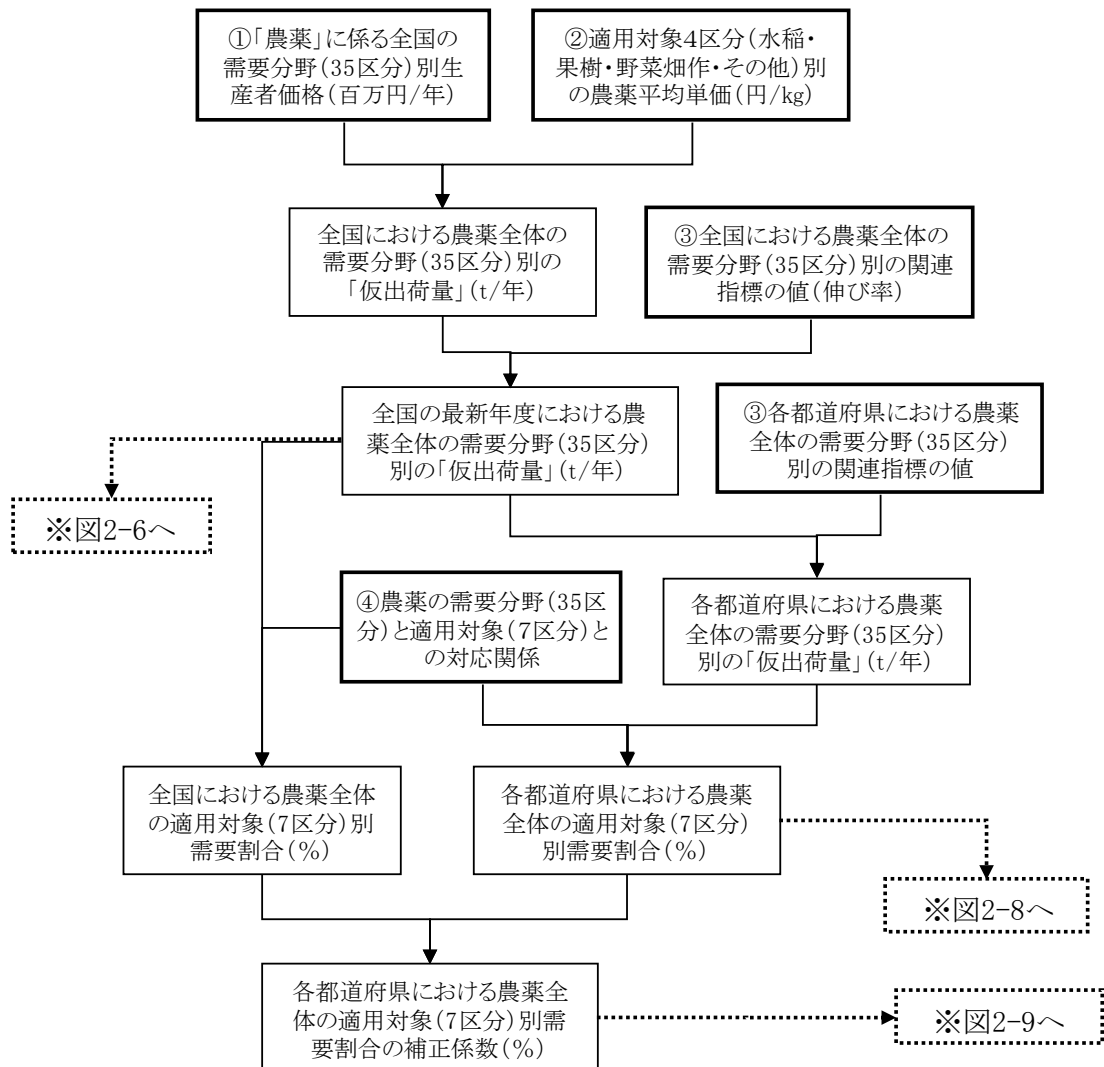 ①「農薬」に係る全国の
需要分野(35区分)別生
産者価格(百万円/年)
②適用対象4区分(水稲・
果樹・野菜畑作・その他)別
の農薬平均単価(円/kg)
全国における農薬全体の
需要分野(35区分)別の
「仮出荷量」(t/年)
③全国における農薬全体の
需要分野(35区分)別の関連
指標の値(伸び率)
全国の最新年度における農
薬全体の需要分野(35区分)
別の「仮出荷量」(t/年)
③各都道府県における農薬
全体の需要分野(35区分)
別の関連指標の値
※図2-6へ
④農薬の需要分野(35区
分)と適用対象(7区分)と
の対応関係
各都道府県における農薬
全体の需要分野(35区分)
別の「仮出荷量」(t/年)
全国における農薬全体
の適用対象(7区分)別
需要割合(%)
各都道府県における農薬
全体の適用対象(7区分)
別需要割合(%)
※図2-8へ
各都道府県における農薬全
体の適用対象(7区分)別需
要割合の補正係数(%)
※図2-9へ